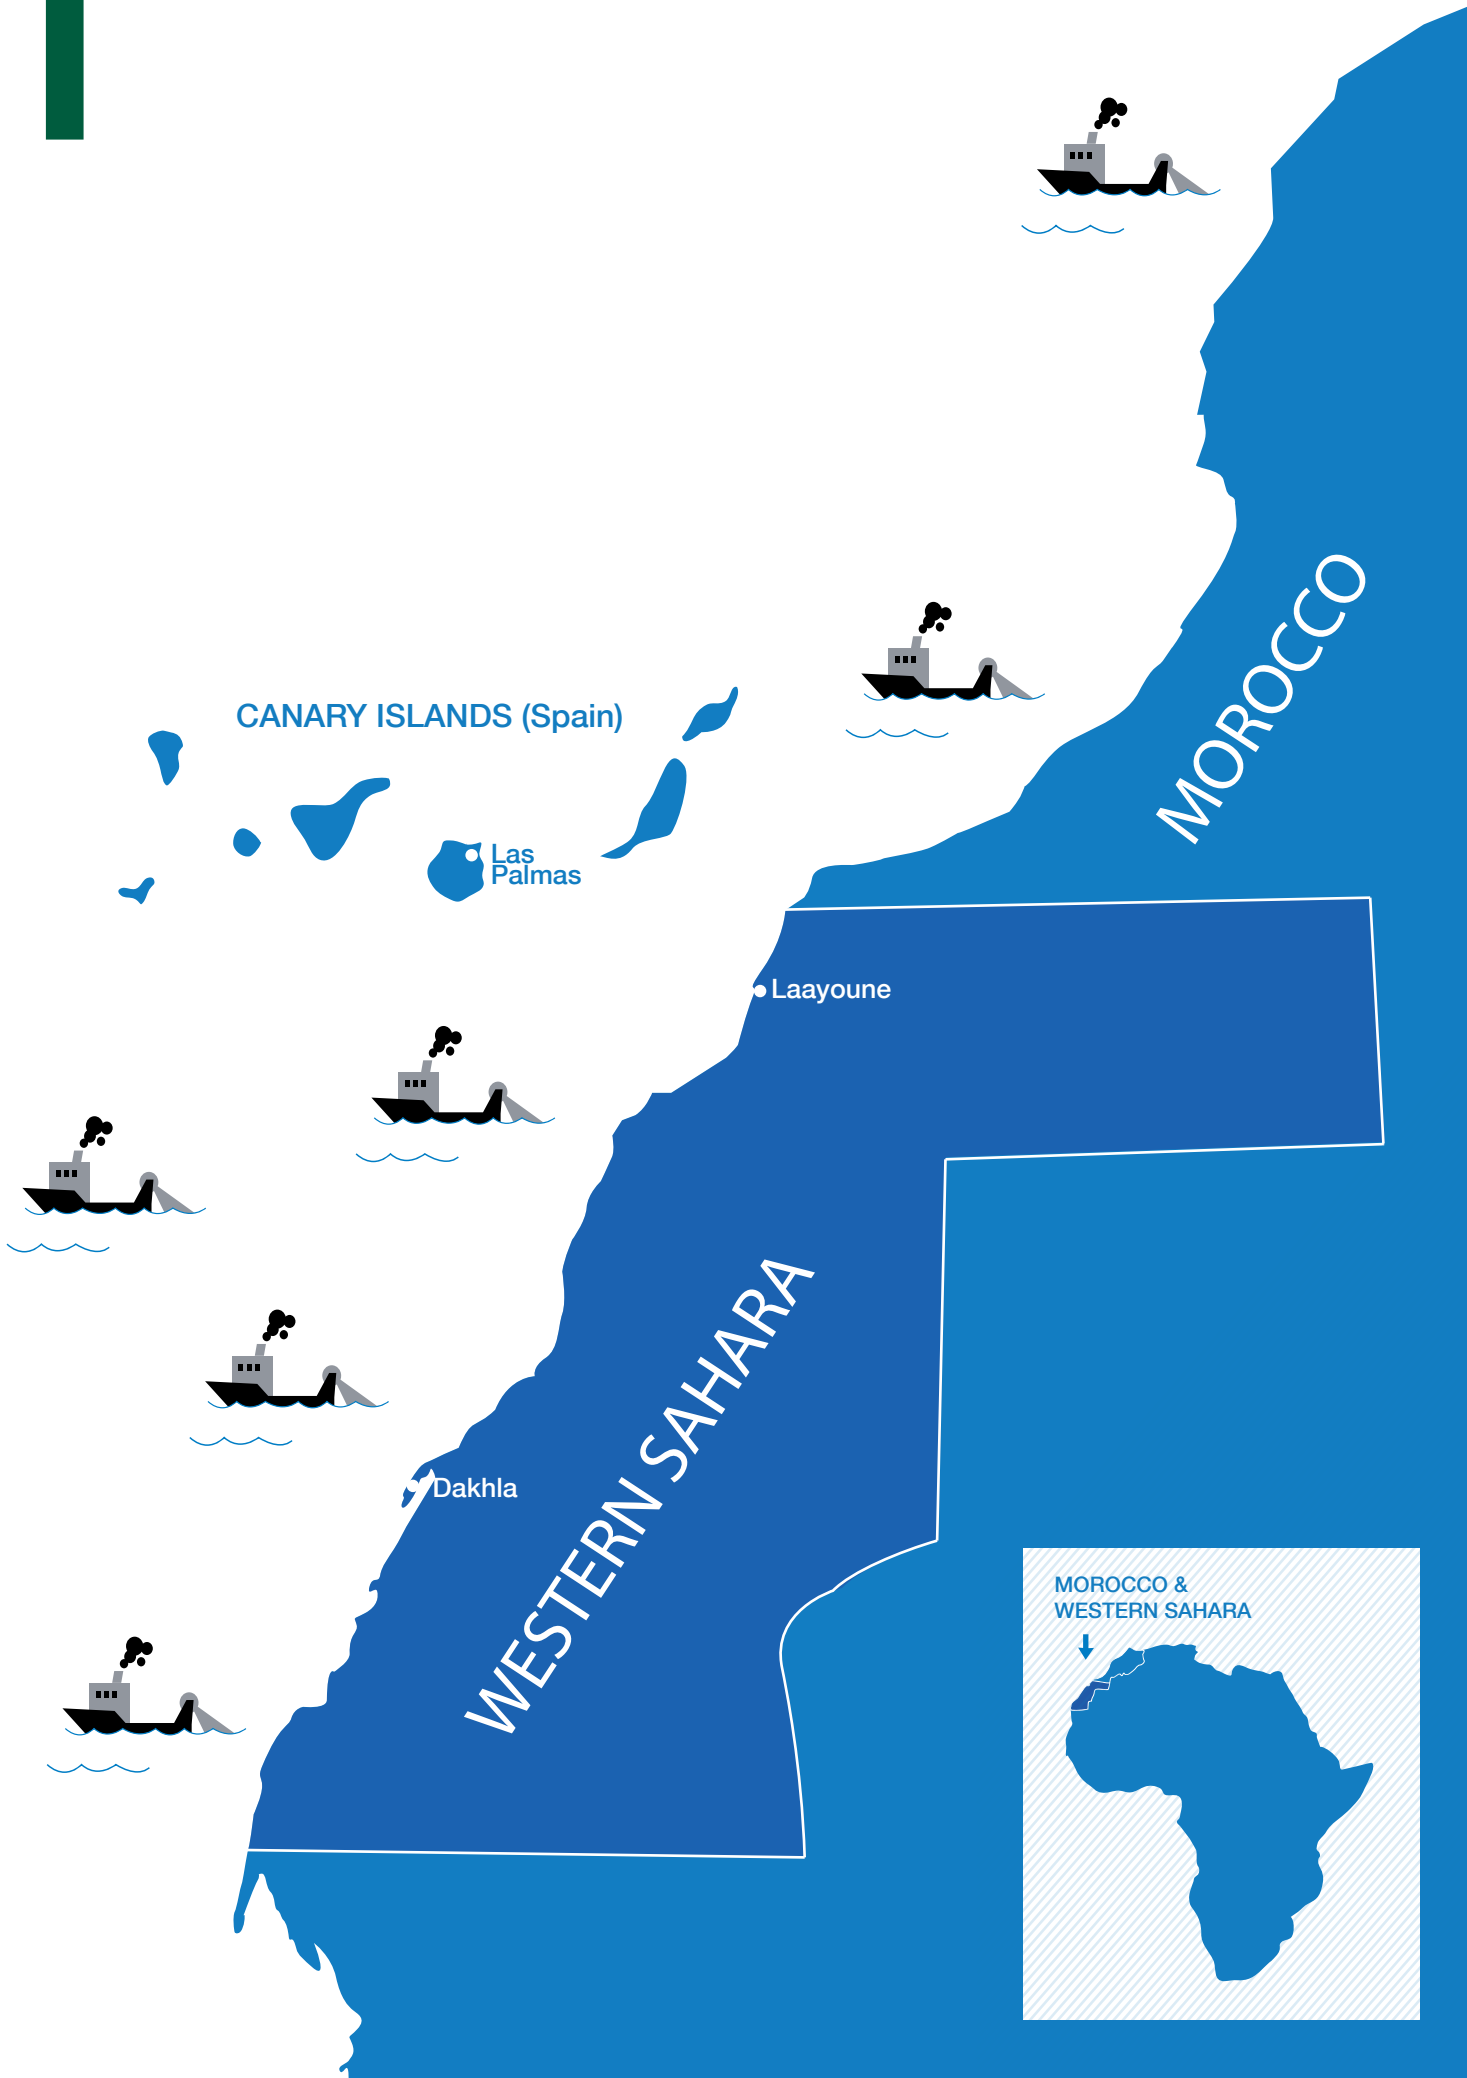 MOROCCO
CANARY ISLANDS (Spain)
Las
Palmas
Laayoune
WESTERN SAHARA
Dakhla
MOROCCO &
WESTERN SAHARA